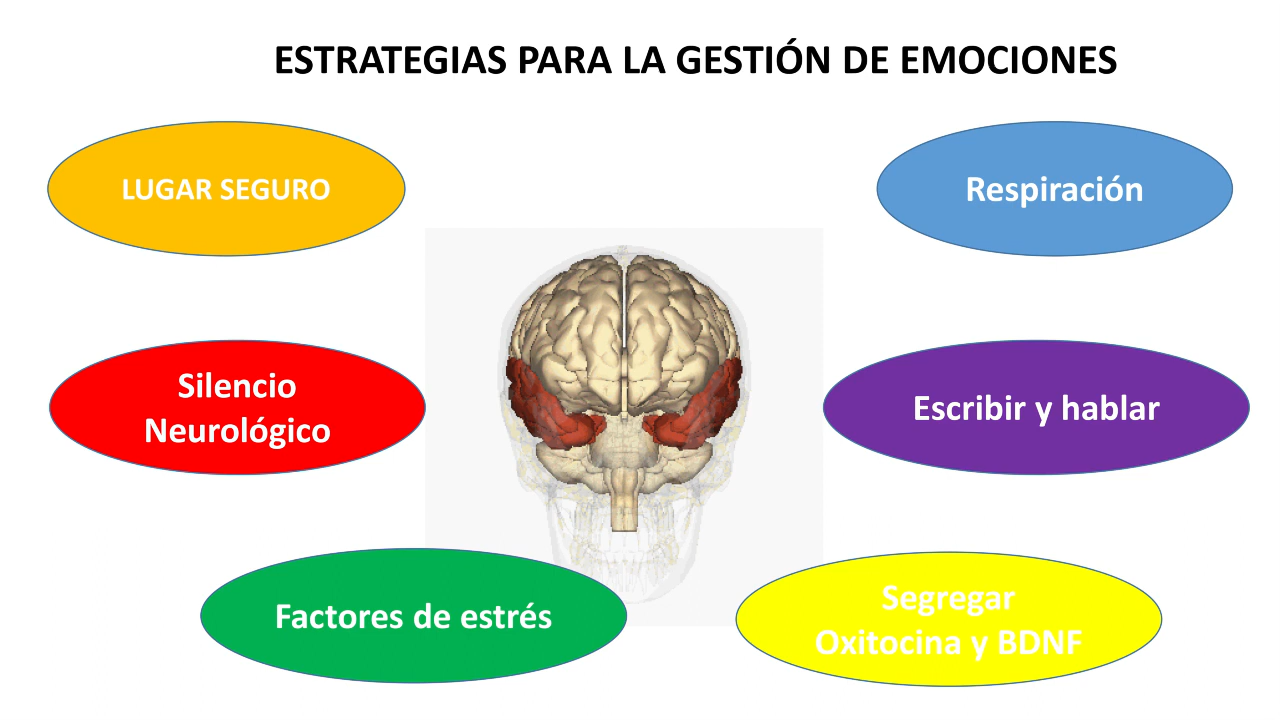 ESTRATEGIAS PARA LA GESTIÓN DE EMOCIONES
LUGAR SEGURO
Respiración
Silencio
Neurológico
Escribir y hablar
Factores de estrés
Segregar
Oxitocina y BDNF